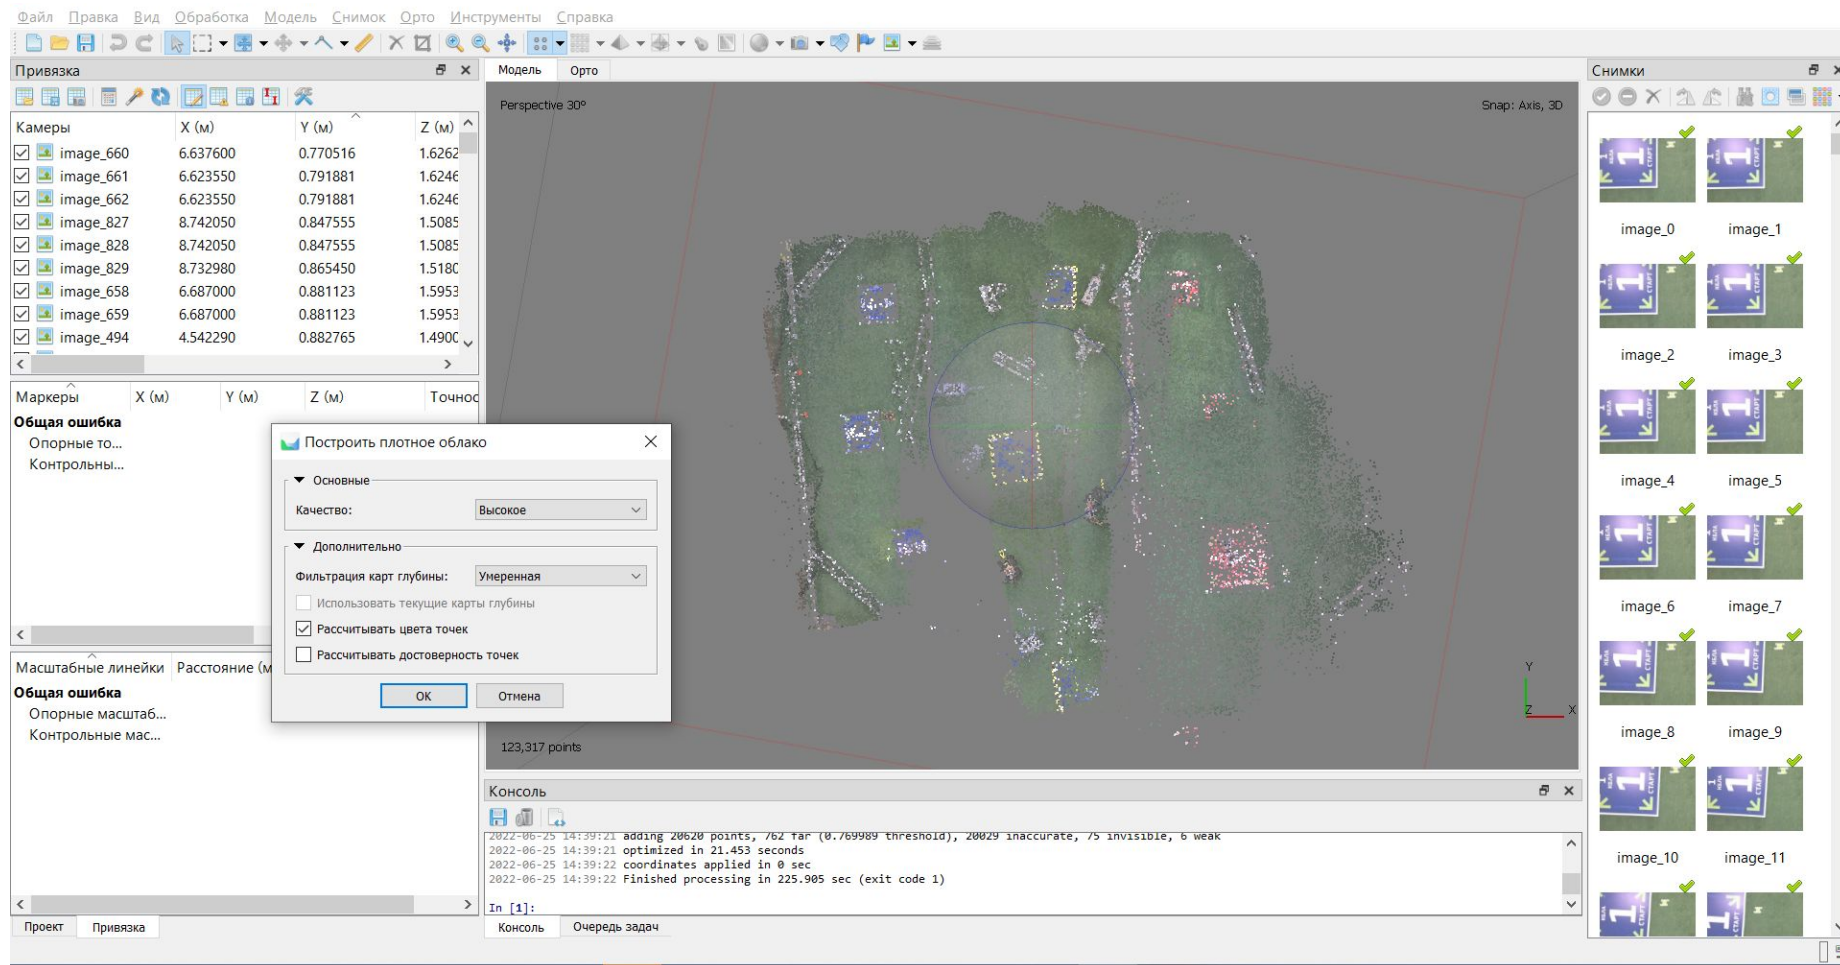 Файл Правка Вид Обработка Модель Снимок Орто Инструменты Справка
Привязка
Камеры X (м) Y (м) Z (м)
image_660 6.637600 0.770516 1.6262
image_661 6.623550 0.791881 1.6246
image_662 6.623550 0.791881 1.6246
image_827 8.742050 0.847555 1.5085
image_828 8.742050 0.847555 1.5085
image_829 8.732980 0.865450 1.5180
image_658 6.687000 0.881123 1.5953
image_659 6.687000 0.881123 1.5953
image_494 4.542290 0.882765 1.4900
Маркеры X (м) Y (м) Z (м) Точнос
Общая ошибка
Опорные то...
Контрольны...
Масштабные линейки Расстояние (м
Общая ошибка
Опорные масштаб...
Контрольные мас...
Проект Привязка
Построить плотное облако
Основные
Качество: Высокое
Дополнительно
Фильтрация карт глубины: Умеренная
Использовать текущие карты глубины
Рассчитывать цвета точек
Рассчитывать достоверность точек
OK Отмена
Модель Орто
Perspective 30° Snap: Axis, 3D
Y
Z X
123,317 points
Консоль
2022-06-25 14:39:21 adding 20620 points, 762 far (0.769989 threshold), 20029 inaccurate, 75 invisible, 6 weak
2022-06-25 14:39:21 optimized in 21.453 seconds
2022-06-25 14:39:22 coordinates applied in 0 sec
2022-06-25 14:39:22 Finished processing in 225.905 sec (exit code 1)
In [1]:
Консоль Очередь задач
Снимки
image_0 image_1
image_2 image_3
image_4 image_5
image_6 image_7
image_8 image_9
image_10 image_11